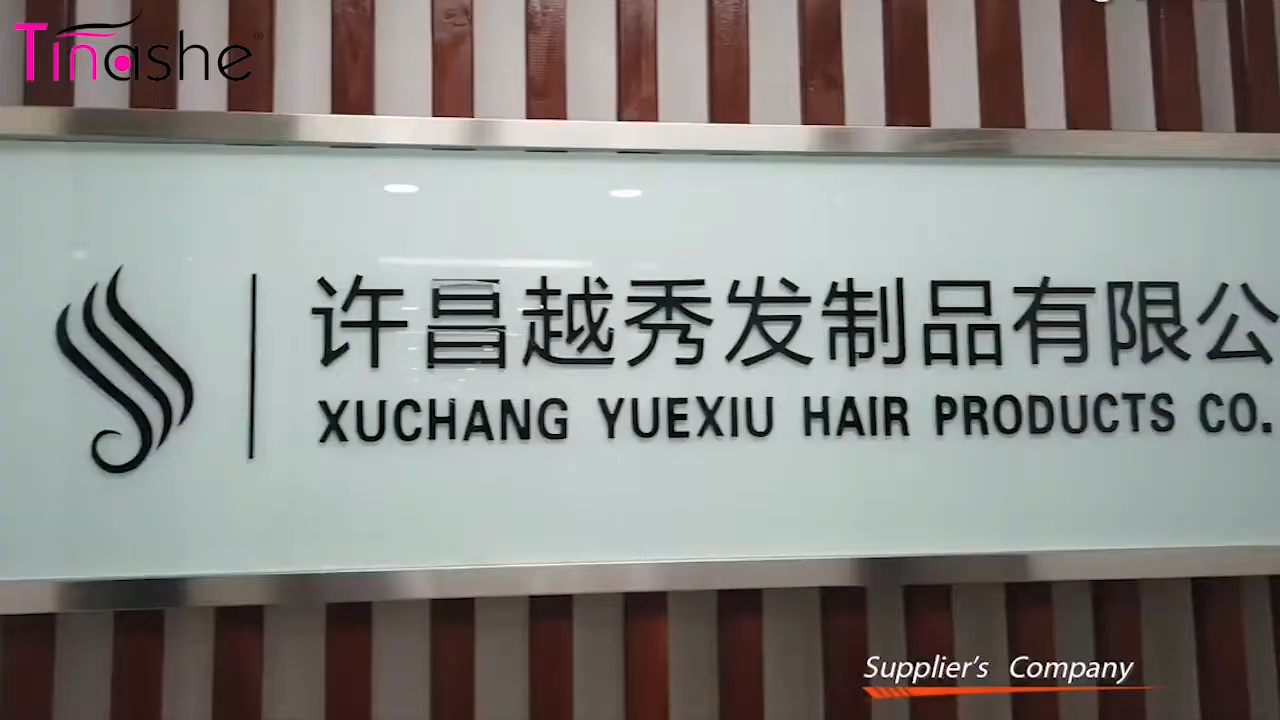 Tinashe®
许昌越秀发制品有限公
XUCHANG YUEXIU HAIR PRODUCTS CO.
Supplier's Company